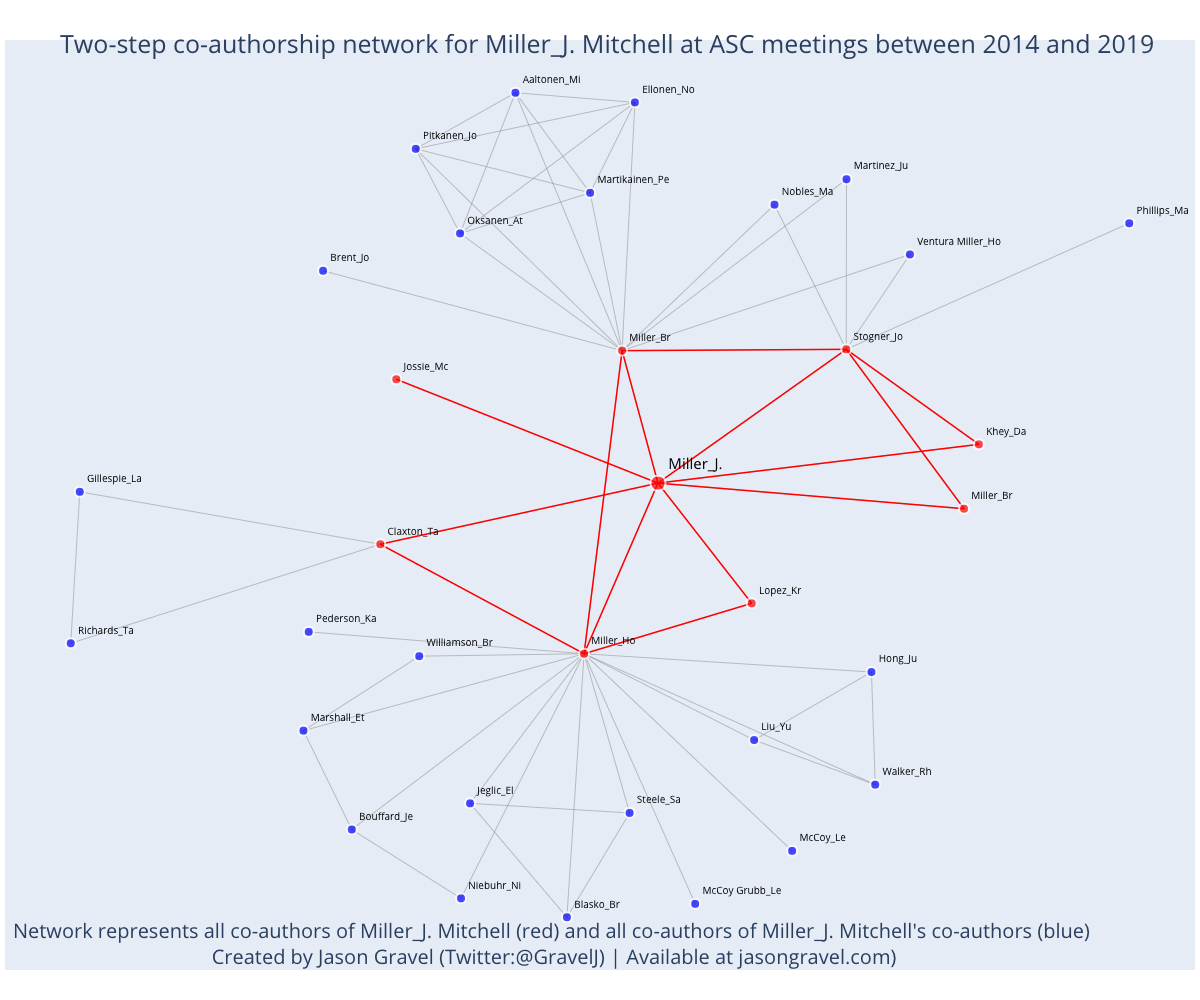 Two-step co-authorship network for Miller_J. Mitchell at ASC meetings between 2014 and 2019
Aaltonen_Mi
Ellonen_No
Pitkanen_Jo
Martinez_Ju
Martikainen_Pe
Nobles_Ma
Phillips_Ma
Oksanen_At
Ventura Miller_Ho
Brent_Jo
Miller_Br
Stogner_Jo
Jossie_Mc
Khey_Da
Miller_J.
Gillespie_La
Miller_Br
Claxton_Ta
Lopez_Kr
Pederson_Ka
Richards_Ta
Williamson_Br
Miller_Ho
Hong_Ju
Marshall_Et
Liu_Yu
Walker_Rh
Jeglic_El
Steele_Sa
Bouffard_Je
McCoy_Le
Niebuhr_Ni
McCoy Grubb_Le
Blasko_Br
Network represents all co-authors of Miller_J. Mitchell (red) and all co-authors of Miller_J. Mitchell's co-authors (blue)
Created by Jason Gravel (Twitter:@GravelJ) | Available at jasongravel.com)